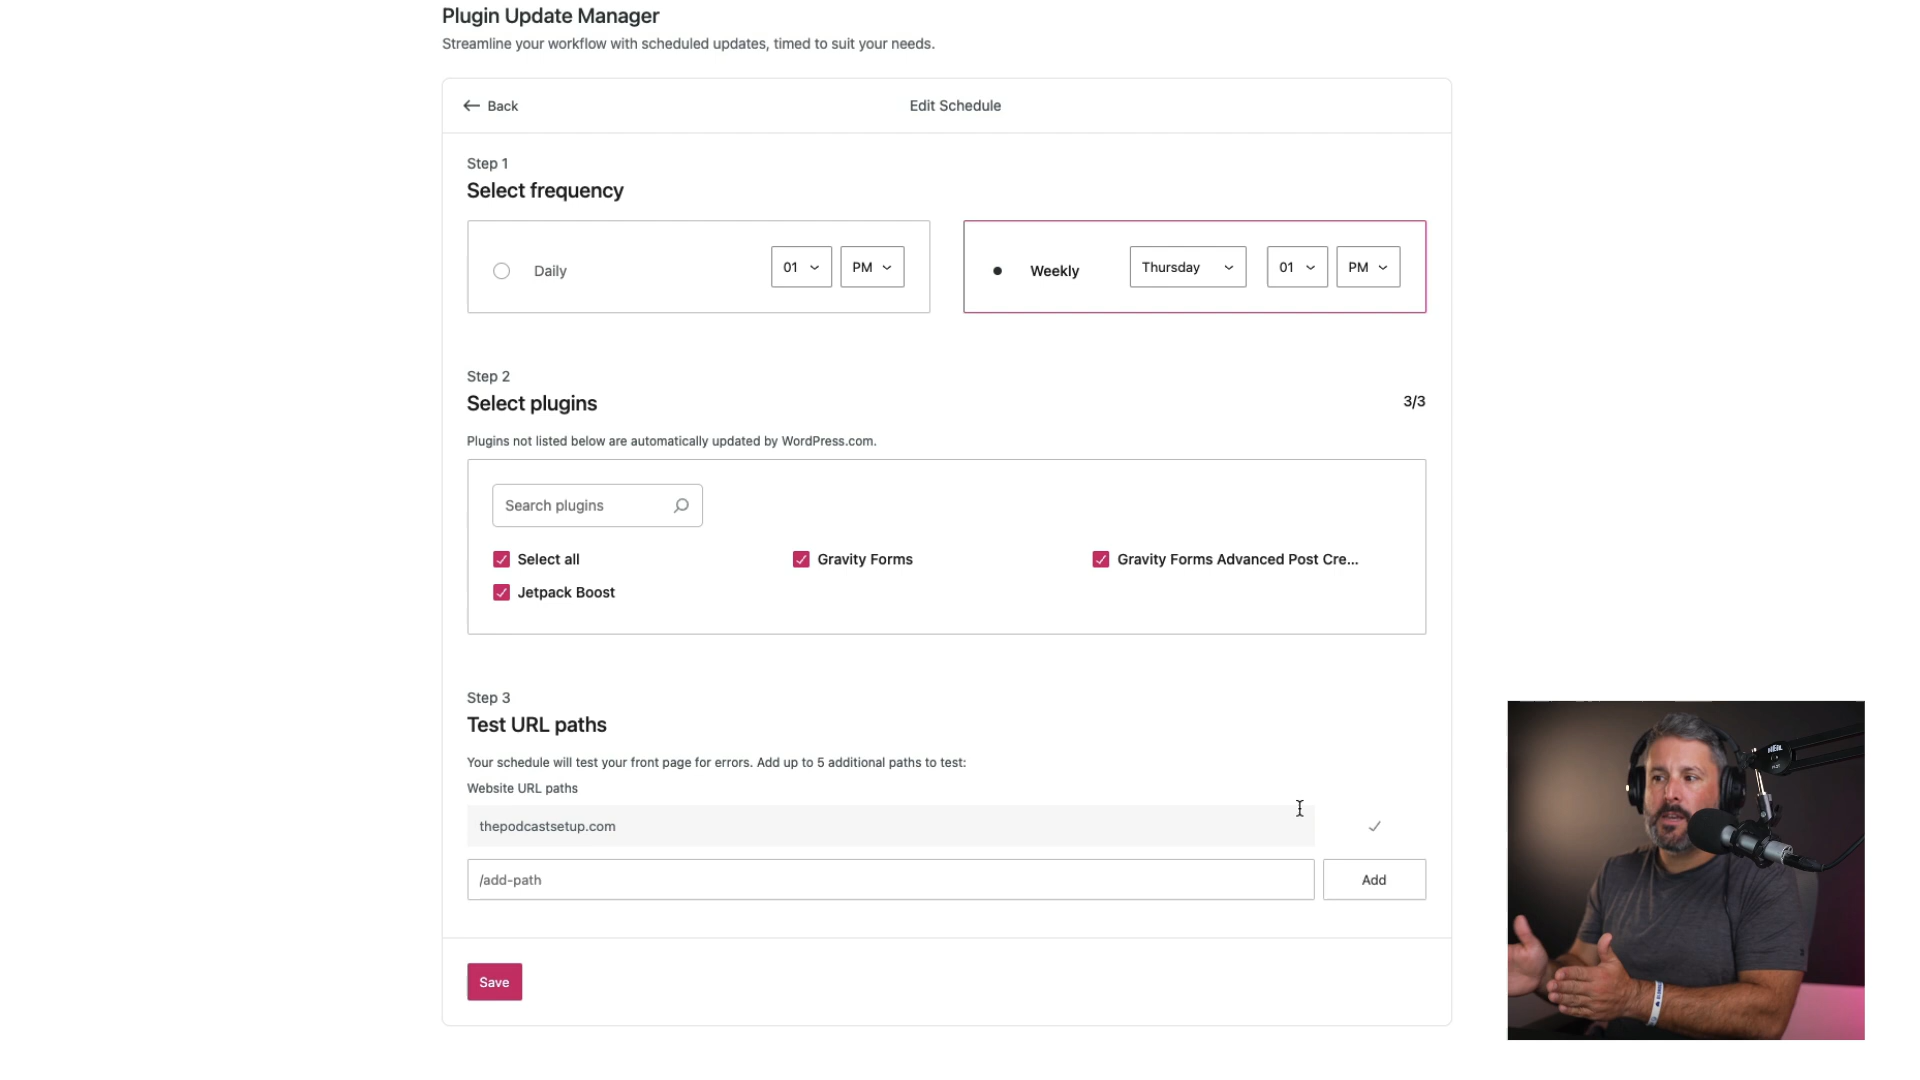 Plugin Update Manager
Streamline your workflow with scheduled updates, timed to suit your needs.
Back
Edit Schedule
Step 1
Select frequency
Daily 01 PM
Weekly Thursday 01 PM
Step 2
Select plugins
3/3
Plugins not listed below are automatically updated by WordPress.com.
Search plugins
Select all
Gravity Forms
Gravity Forms Advanced Post Cre...
Jetpack Boost
Step 3
Test URL paths
Your schedule will test your front page for errors. Add up to 5 additional paths to test:
Website URL paths
thepodcastsetup.com
/add-path
Add
Save